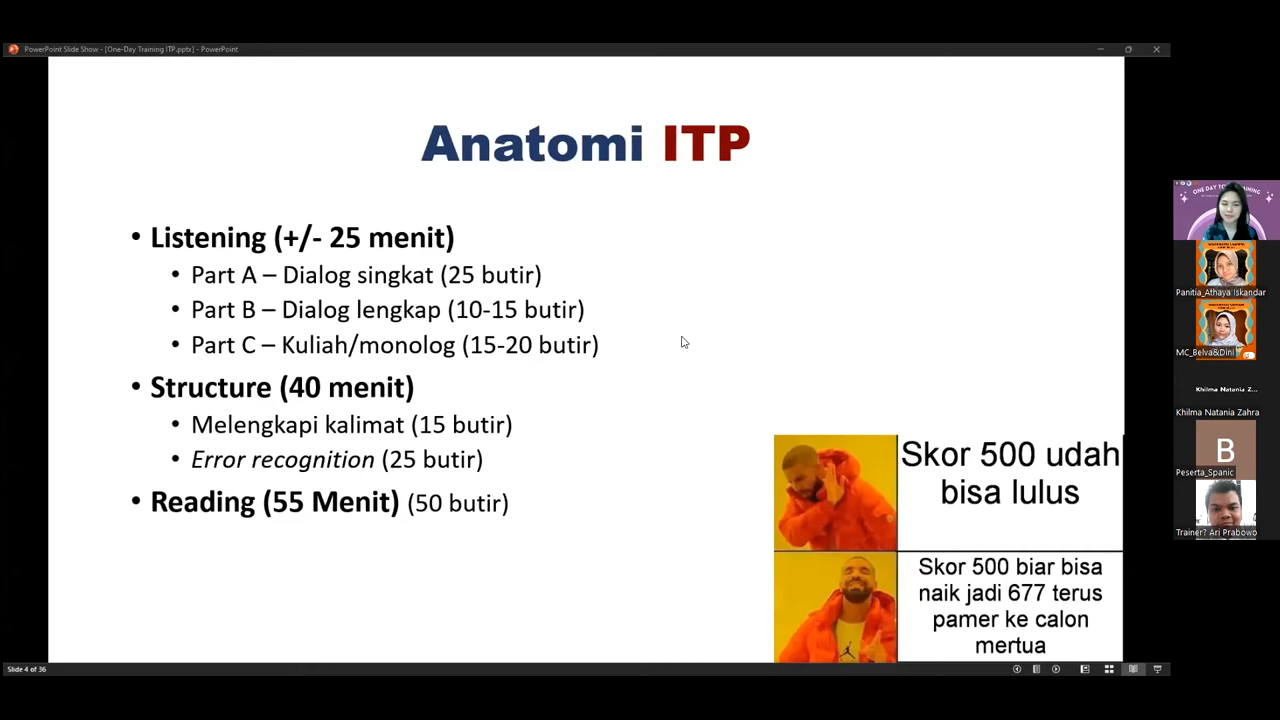 PowerPoint Slide Show - [One-Day Training ITP.pptx] - PowerPoint
Anatomi ITP
• Listening (+/- 25 menit)
• Part A – Dialog singkat (25 butir)
• Part B – Dialog lengkap (10-15 butir)
• Part C – Kuliah/monolog (15-20 butir)
• Structure (40 menit)
• Melengkapi kalimat (15 butir)
• Error recognition (25 butir)
• Reading (55 Menit) (50 butir)
Skor 500 udah
bisa lulus
Skor 500 biar bisa
naik jadi 677 terus
pamer ke calon
mertua
Slide 4 of 36
Panitia_Athaya Iskandar
MC_Belva&Dini
Khilma Natania Z...
Khilma Natania Zahra
B
Peserta_Spanic
Trainer? Ari Prabowo